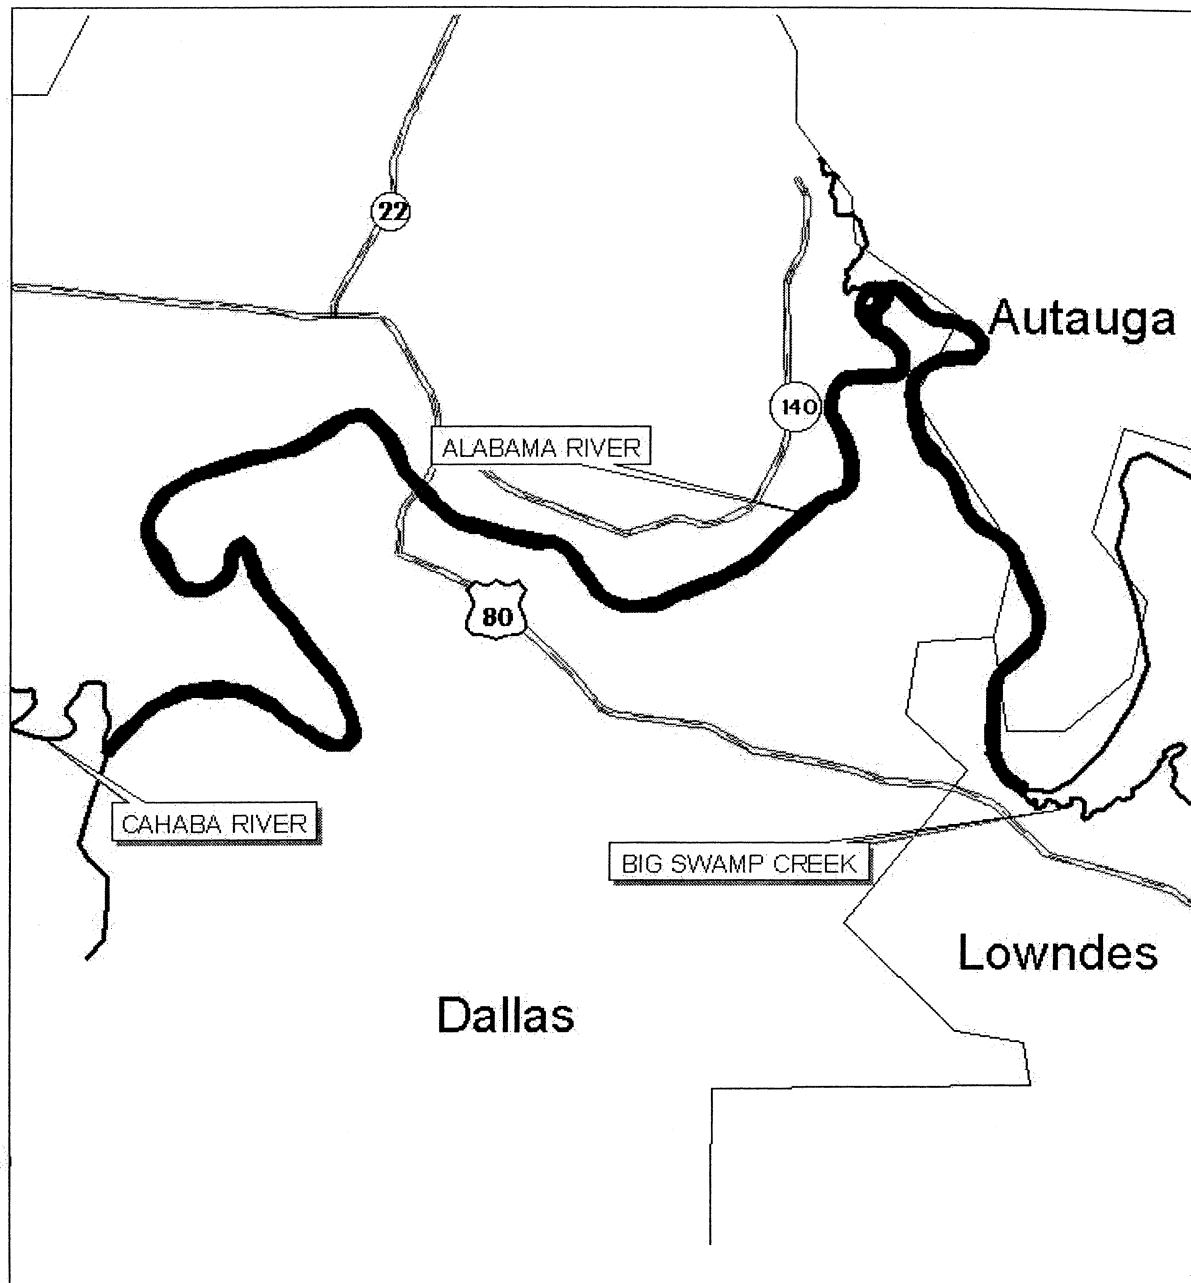 22
Autauga
140
ALABAMA RIVER
80
CAHABA RIVER
BIG SWAMP CREEK
Lowndes
Dallas